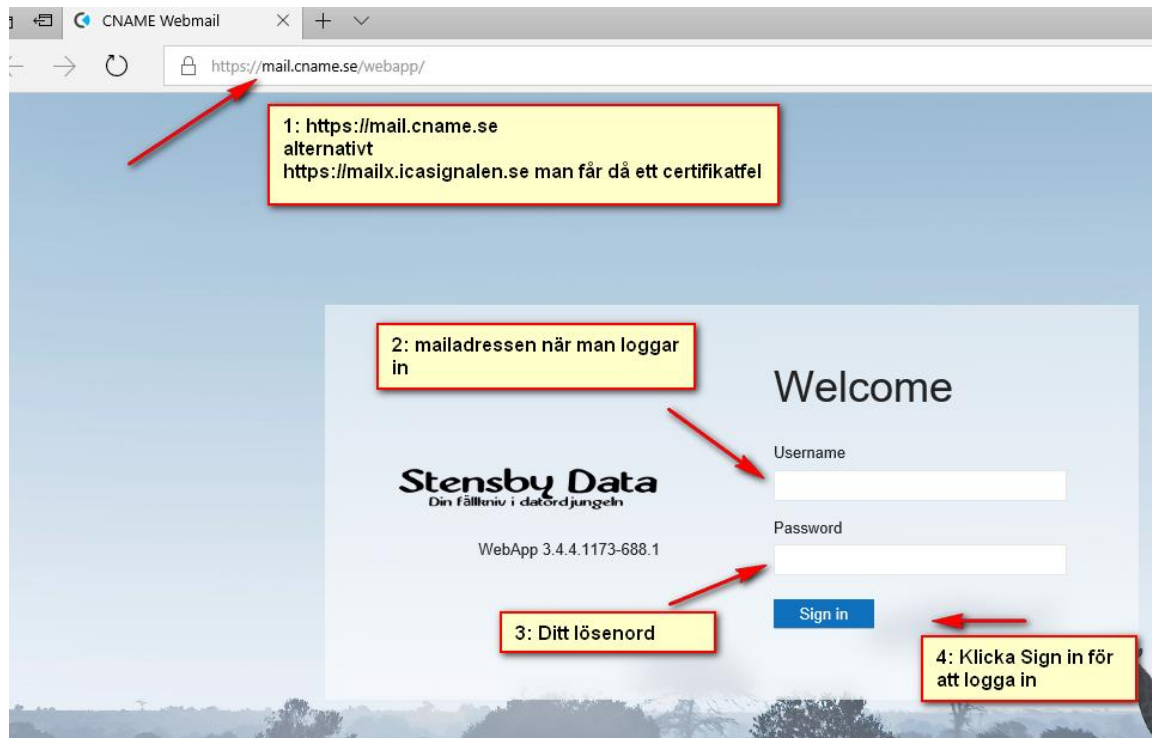 CNAME Webmail
https://mail.cname.se/webapp/
1: https://mail.cname.se
alternativt
https://mailx.icasignalen.se man får då ett certifikatfel
2: mailadressen när man loggar
in
Welcome
Username
Stensby Data
Din fällkniv i datordjungeln
Password
WebApp 3.4.4.1173-688.1
3: Ditt lösenord
Sign in
4: Klicka Sign in för
att logga in